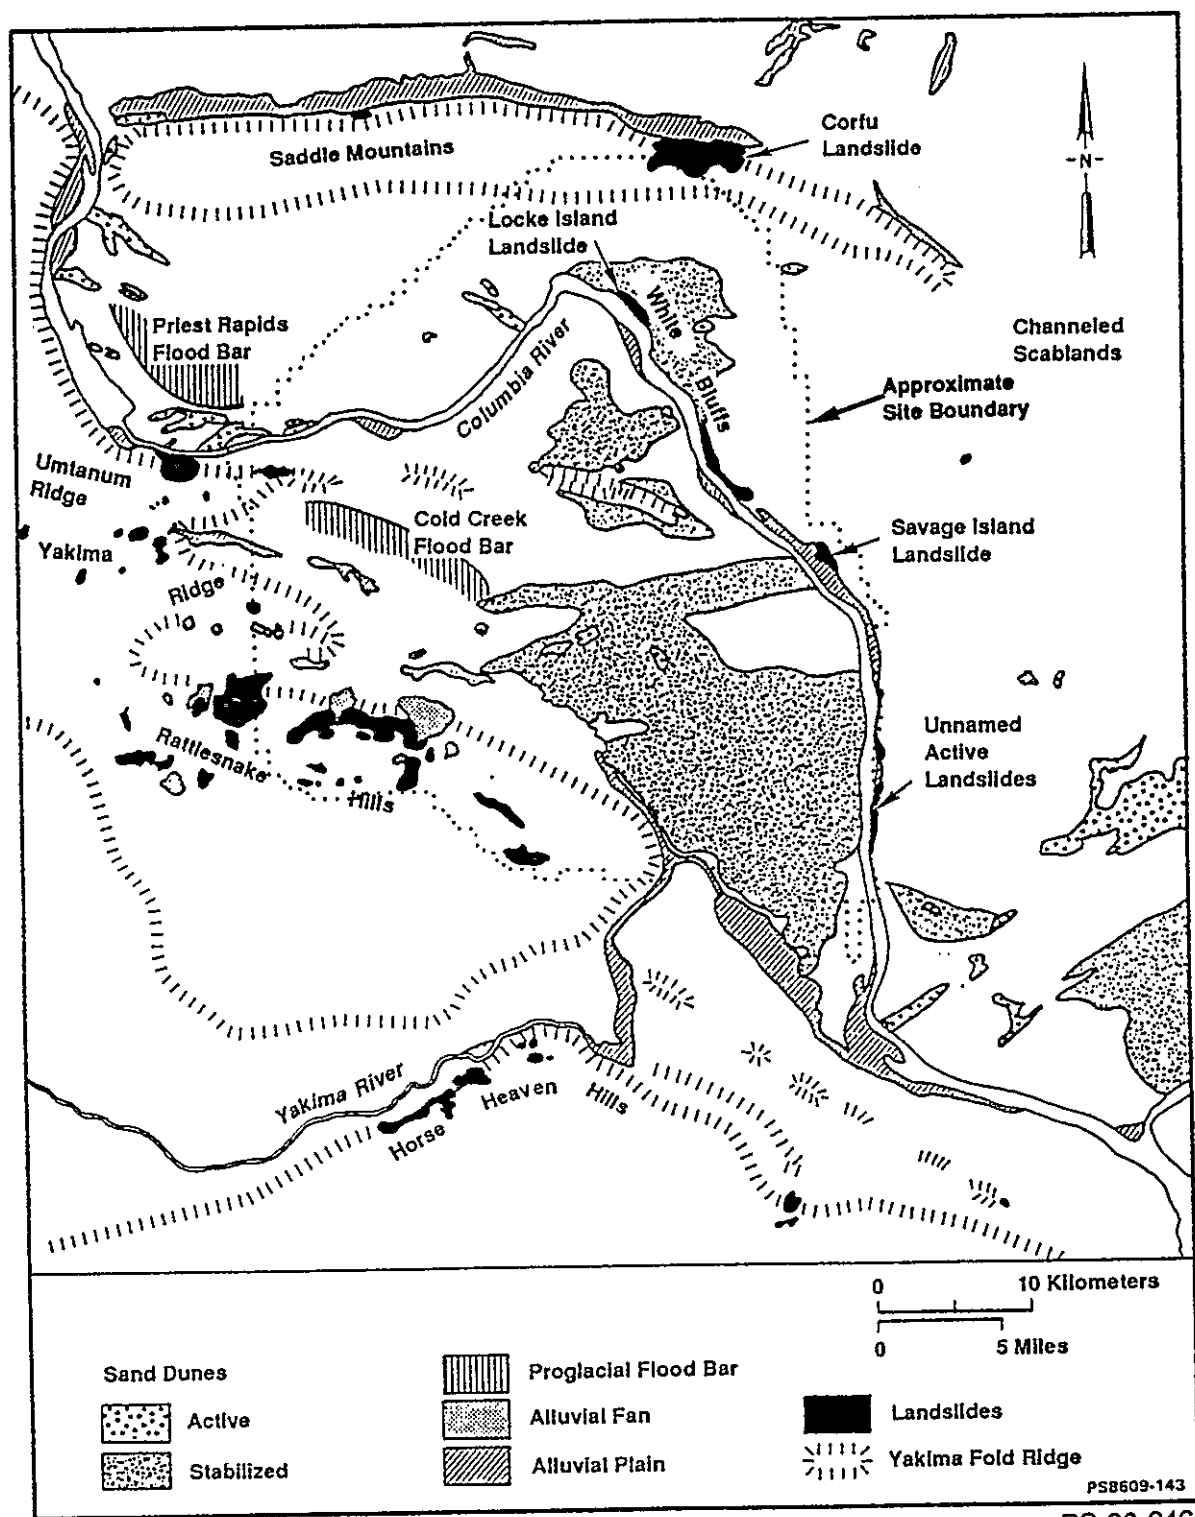 Corfu
Landslide
-N-
Saddle Mountains
Locke Island
Landslide
White
Bluffs
Priest Rapids
Flood Bar
Columbia River
Channeled
Scablands
Approximate
Site Boundary
Umtanum
Ridge
Cold Creek
Flood Bar
Savage Island
Landslide
Yakima
Ridge
Rattlesnake
Hills
Unnamed
Active
Landslides
Yakima River
Horse
Heaven
Hills
0 10 Kilometers
0 5 Miles
Sand Dunes
Active
Stabilized
Proglacial Flood Bar
Alluvial Fan
Alluvial Plain
Landslides
Yakima Fold Ridge
PS8609-143